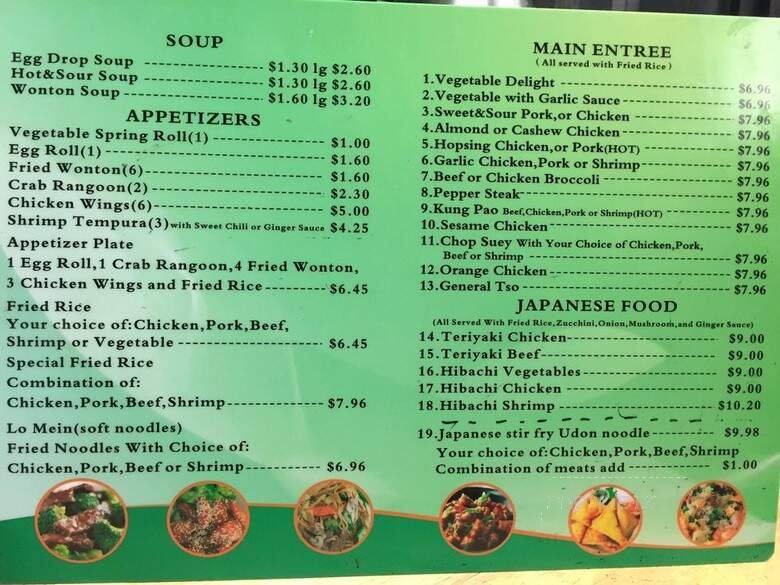 SOUP
Egg Drop Soup ---------------- $1.30 lg $2.60
Hot&Sour Soup ---------------- $1.30 lg $2.60
Wonton Soup ------------------ $1.60 lg $3.20
APPETIZERS
Vegetable Spring Roll(1) ---------------- $1.00
Egg Roll(1) ------------------------------ $1.60
Fried Wonton(6)-------------------------- $1.60
Crab Rangoon(2) ------------------------ $2.30
Chicken Wings(6)------------------------ $5.00
Shrimp Tempura(3) with Sweet Chili or Ginger Sauce $4.25
Appetizer Plate
1 Egg Roll,1 Crab Rangoon,4 Fried Wonton,
3 Chicken Wings and Fried Rice--------- $6.45
Fried Rice
Your choice of:Chicken,Pork,Beef,
Shrimp or Vegetable ------------------- $6.45
Special Fried Rice
Combination of:
Chicken,Pork,Beef,Shrimp-------------- $7.96
Lo Mein(soft noodles)
Fried Noodles With Choice of:
Chicken,Pork,Beef or Shrimp----------- $6.96
MAIN ENTREE
( All served with Fried Rice )
1.Vegetable Delight ---------------------- $6.96
2.Vegetable with Garlic Sauce-------------- $6.96
3.Sweet&Sour Pork,or Chicken ------------- $7.96
4.Almond or Cashew Chicken -------------- $7.96
5.Hopsing Chicken,or Pork(HOT) ----------- $7.96
6.Garlic Chicken,Pork or Shrimp------------ $7.96
7.Beef or Chicken Broccoli ---------------- $7.96
8.Pepper Steak---------------------------- $7.96
9.Kung Pao Beef,Chicken,Pork or Shrimp(HOT) -------- $7.96
10.Sesame Chicken------------------------ $7.96
11.Chop Suey With Your Choice of Chicken,Pork,
Beef or Shrimp -------------------------- $7.96
12.Orange Chicken------------------------ $7.96
13.General Tso --------------------------- $7.96
JAPANESE FOOD
(All Served With Fried Rice,Zucchini,Onion,Mushroom,and Ginger Sauce)
14.Teriyaki Chicken---------------------- $9.00
15.Teriyaki Beef------------------------- $9.00
16.Hibachi Vegetables-------------------- $9.00
17.Hibachi Chicken ---------------------- $9.00
18.Hibachi Shrimp ---------------------- $10.20
19.Japanese stir fry Udon noodle --------- $9.98
Your choice of:Chicken,Pork,Beef,Shrimp
Combination of meats add ------------- $1.00